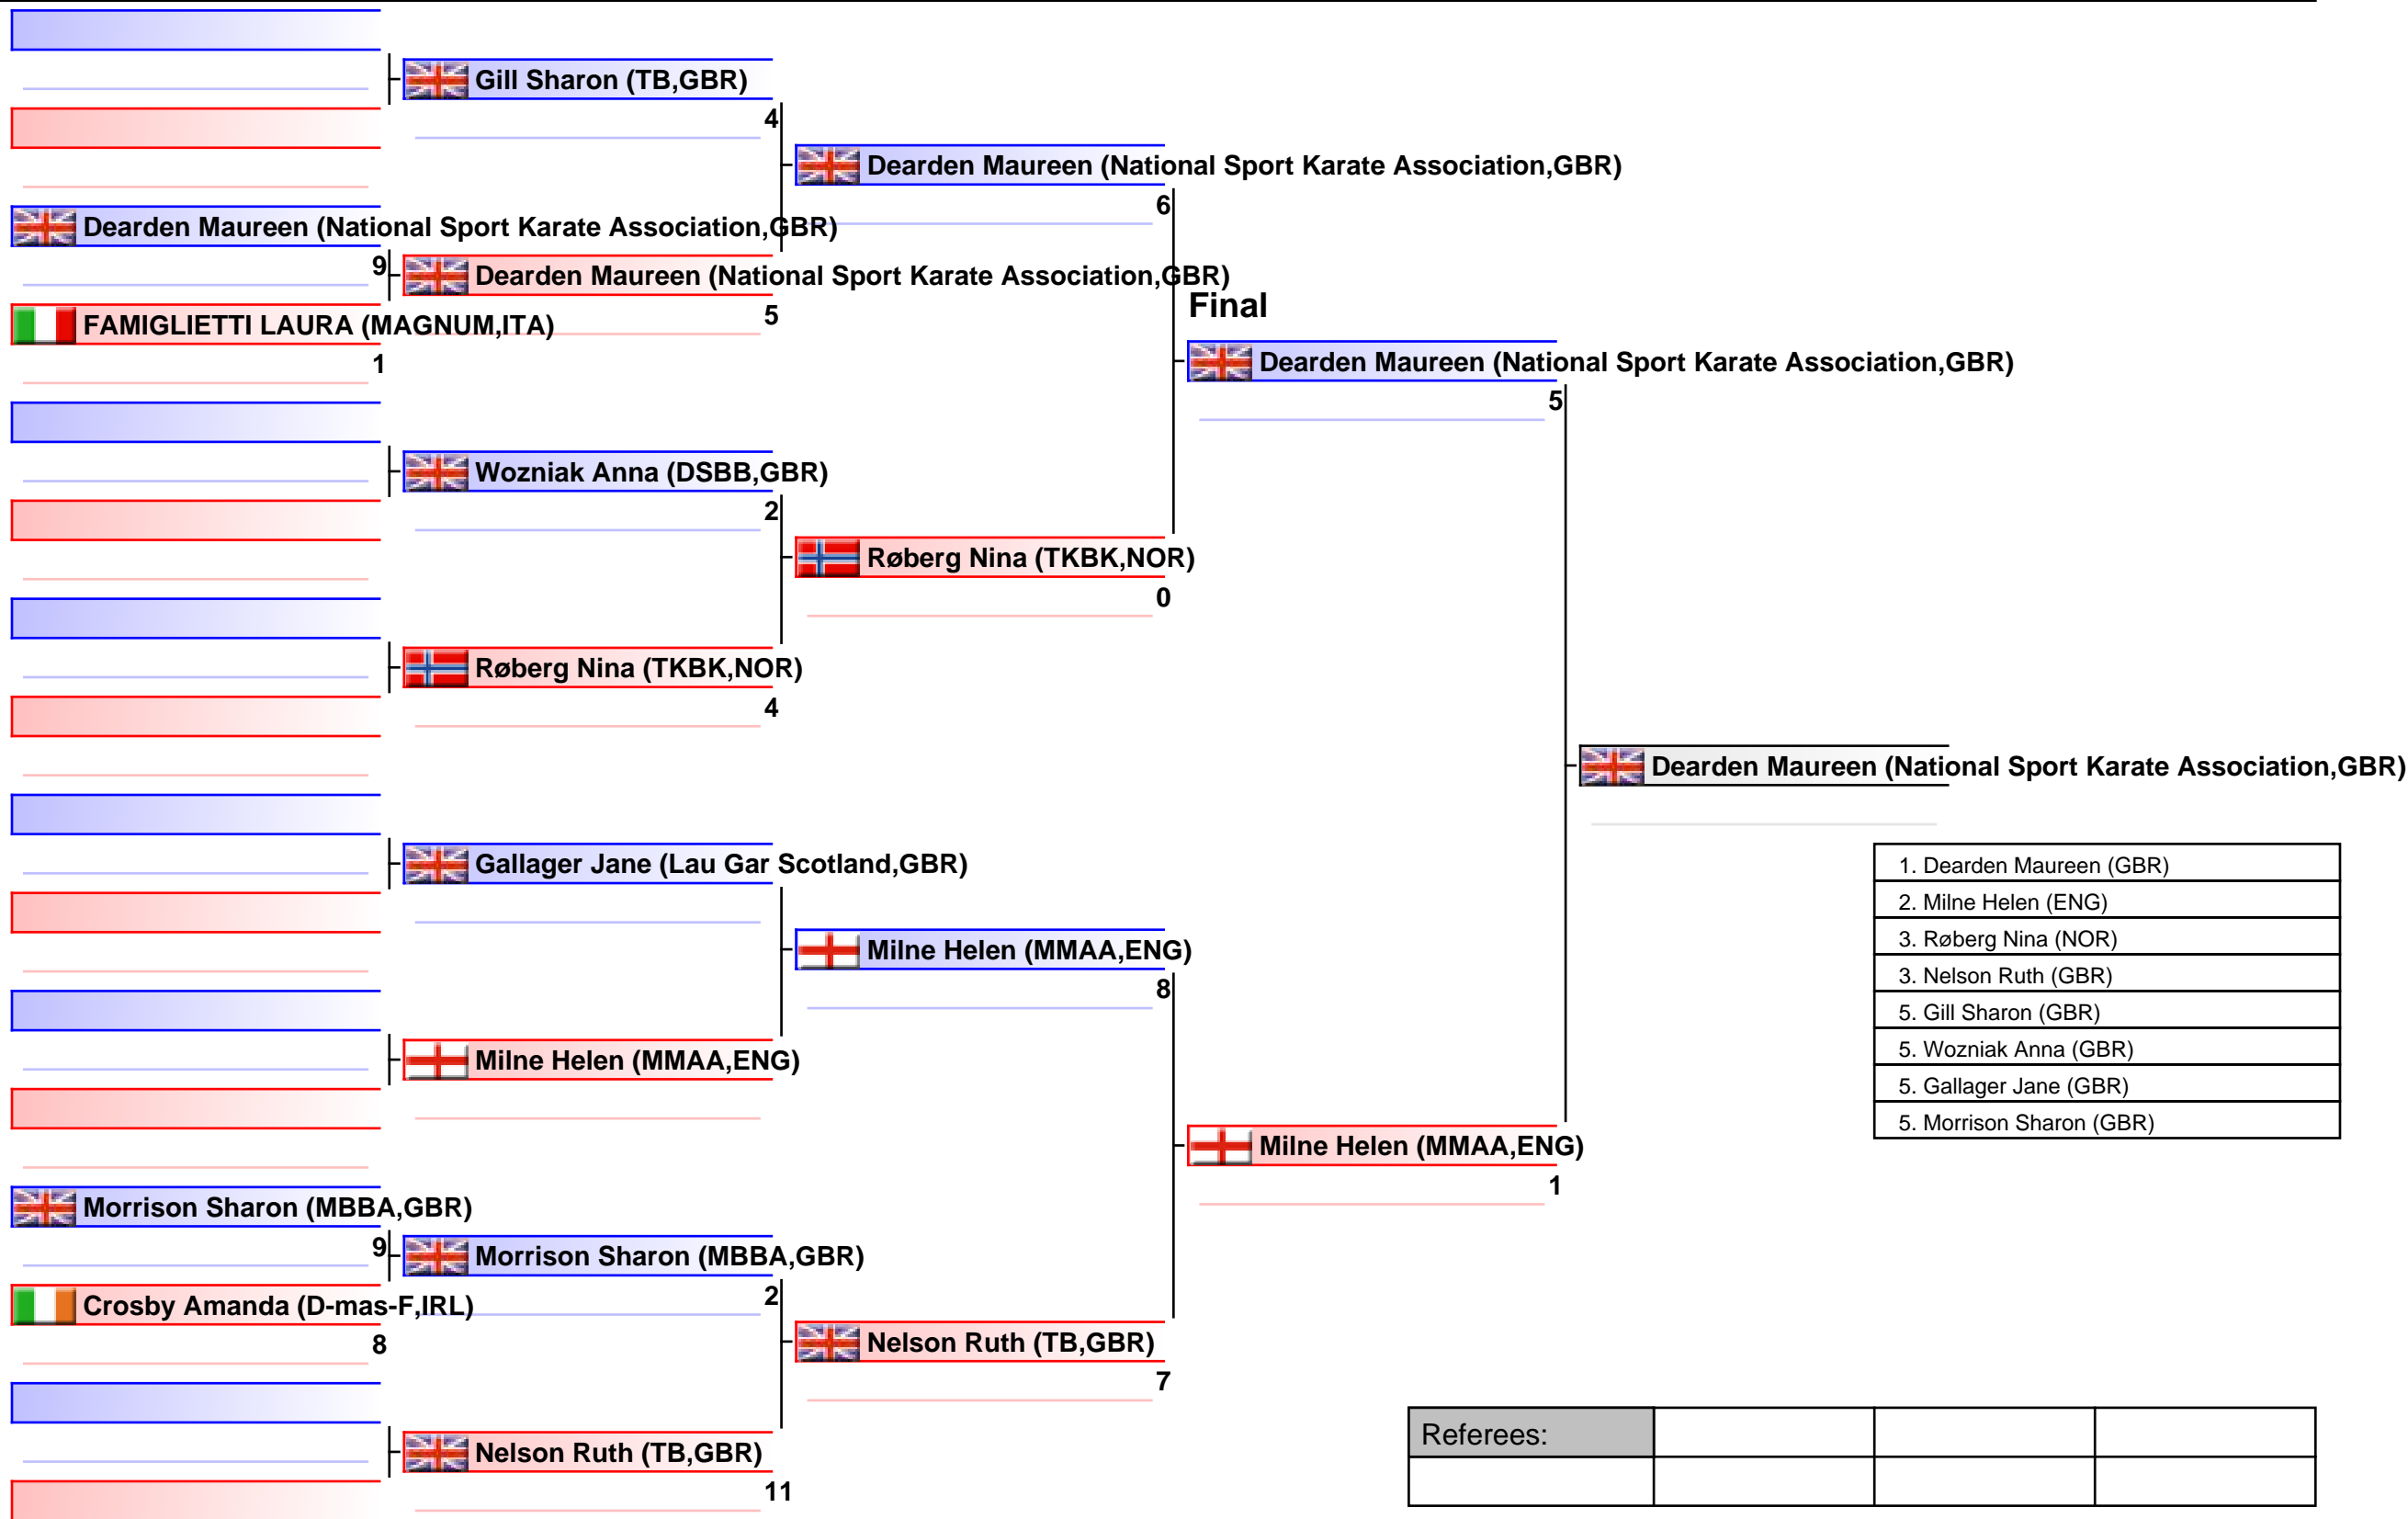 Gill Sharon (TB,GBR)
4
Dearden Maureen (National Sport Karate Association,GBR)
6
Dearden Maureen (National Sport Karate Association,GBR)
9
Dearden Maureen (National Sport Karate Association,GBR)
5
FAMIGLIETTI LAURA (MAGNUM,ITA)
1
Final
Dearden Maureen (National Sport Karate Association,GBR)
5
Wozniak Anna (DSBB,GBR)
2
Røberg Nina (TKBK,NOR)
0
Røberg Nina (TKBK,NOR)
4
Dearden Maureen (National Sport Karate Association,GBR)
Gallager Jane (Lau Gar Scotland,GBR)
Milne Helen (MMAA,ENG)
8
Milne Helen (MMAA,ENG)
Milne Helen (MMAA,ENG)
1
1. Dearden Maureen (GBR)
2. Milne Helen (ENG)
3. Røberg Nina (NOR)
3. Nelson Ruth (GBR)
5. Gill Sharon (GBR)
5. Wozniak Anna (GBR)
5. Gallager Jane (GBR)
5. Morrison Sharon (GBR)
Morrison Sharon (MBBA,GBR)
9
Morrison Sharon (MBBA,GBR)
2
Crosby Amanda (D-mas-F,IRL)
8
Nelson Ruth (TB,GBR)
7
Nelson Ruth (TB,GBR)
11
Referees: